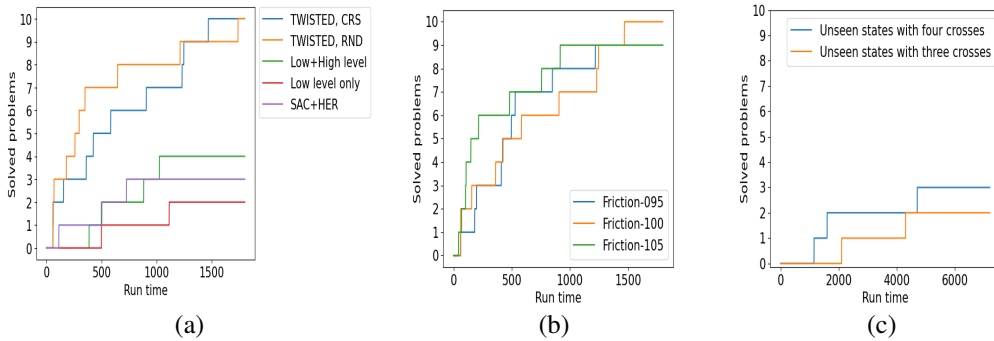 10
9
8
7
6
5
4
3
2
1
0
Solved problems
0 500 1000 1500
Run time
TWISTED, CRS
TWISTED, RND
Low+High level
Low level only
SAC+HER
(a)
10
9
8
7
6
5
4
3
2
1
0
Solved problems
Friction-095
Friction-100
Friction-105
0 500 1000 1500
Run time
(b)
10
9
8
7
6
5
4
3
2
1
0
Solved problems
Unseen states with four crosses
Unseen states with three crosses
0 2000 4000 6000
Run time
(c)